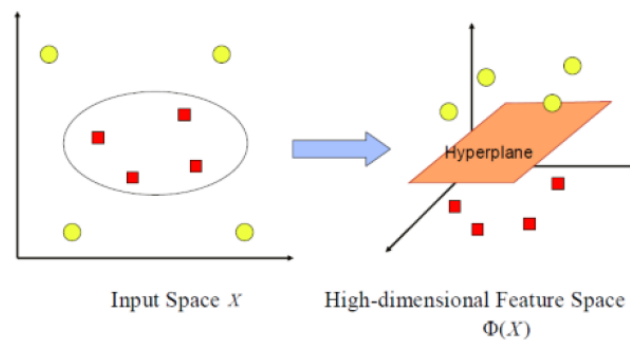 Hyperplane
Input Space X
High-dimensional Feature Space
Φ(X)